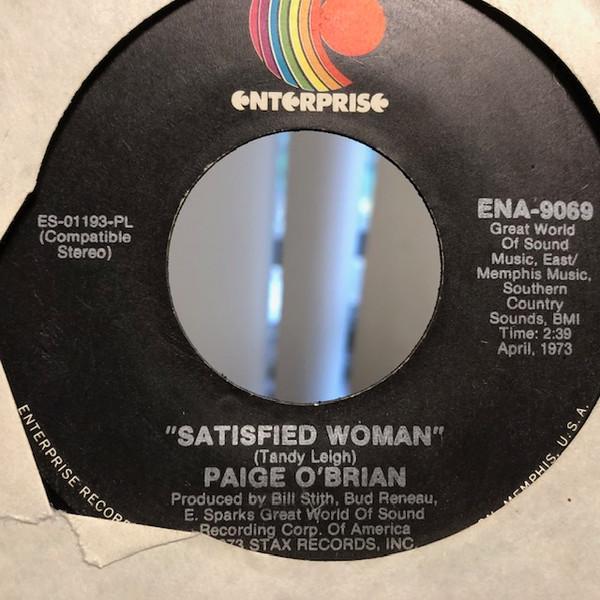 ENTERPRISE
ES-01193-PL
(Compatible
Stereo)
ENA-9069
Great World
Of Sound
Music, East/
Memphis Music,
Southern
Country
Sounds, BMI
Time: 2:39
April, 1973
"SATISFIED WOMAN"
(Tandy Leigh)
PAIGE O'BRIAN
Produced by Bill Stith, Bud Reneau,
E. Sparks Great World Of Sound
Recording Corp. Of America
73 STAX RECORDS, INC.
ENTERPRISE RECOR
MEMPHIS, U.S.A.